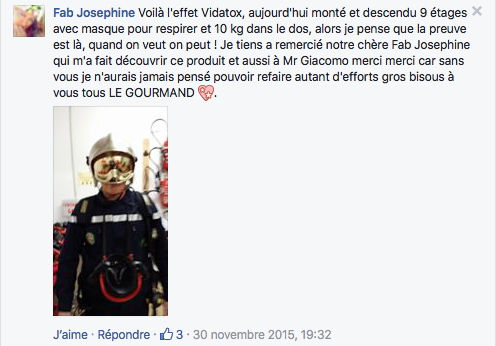 Fab Josephine Voilà l'effet Vidatox, aujourd'hui monté et descendu 9 étages
avec masque pour respirer et 10 kg dans le dos, alors je pense que la preuve
est là, quand on veut on peut ! Je tiens a remercié notre chère Fab Josephine
qui m'a fait découvrir ce produit et aussi à Mr Giacomo merci merci car sans
vous je n'aurais jamais pensé pouvoir refaire autant d'efforts gros bisous à
vous tous LE GOURMAND .
J'aime · Répondre · 3 · 30 novembre 2015, 19:32